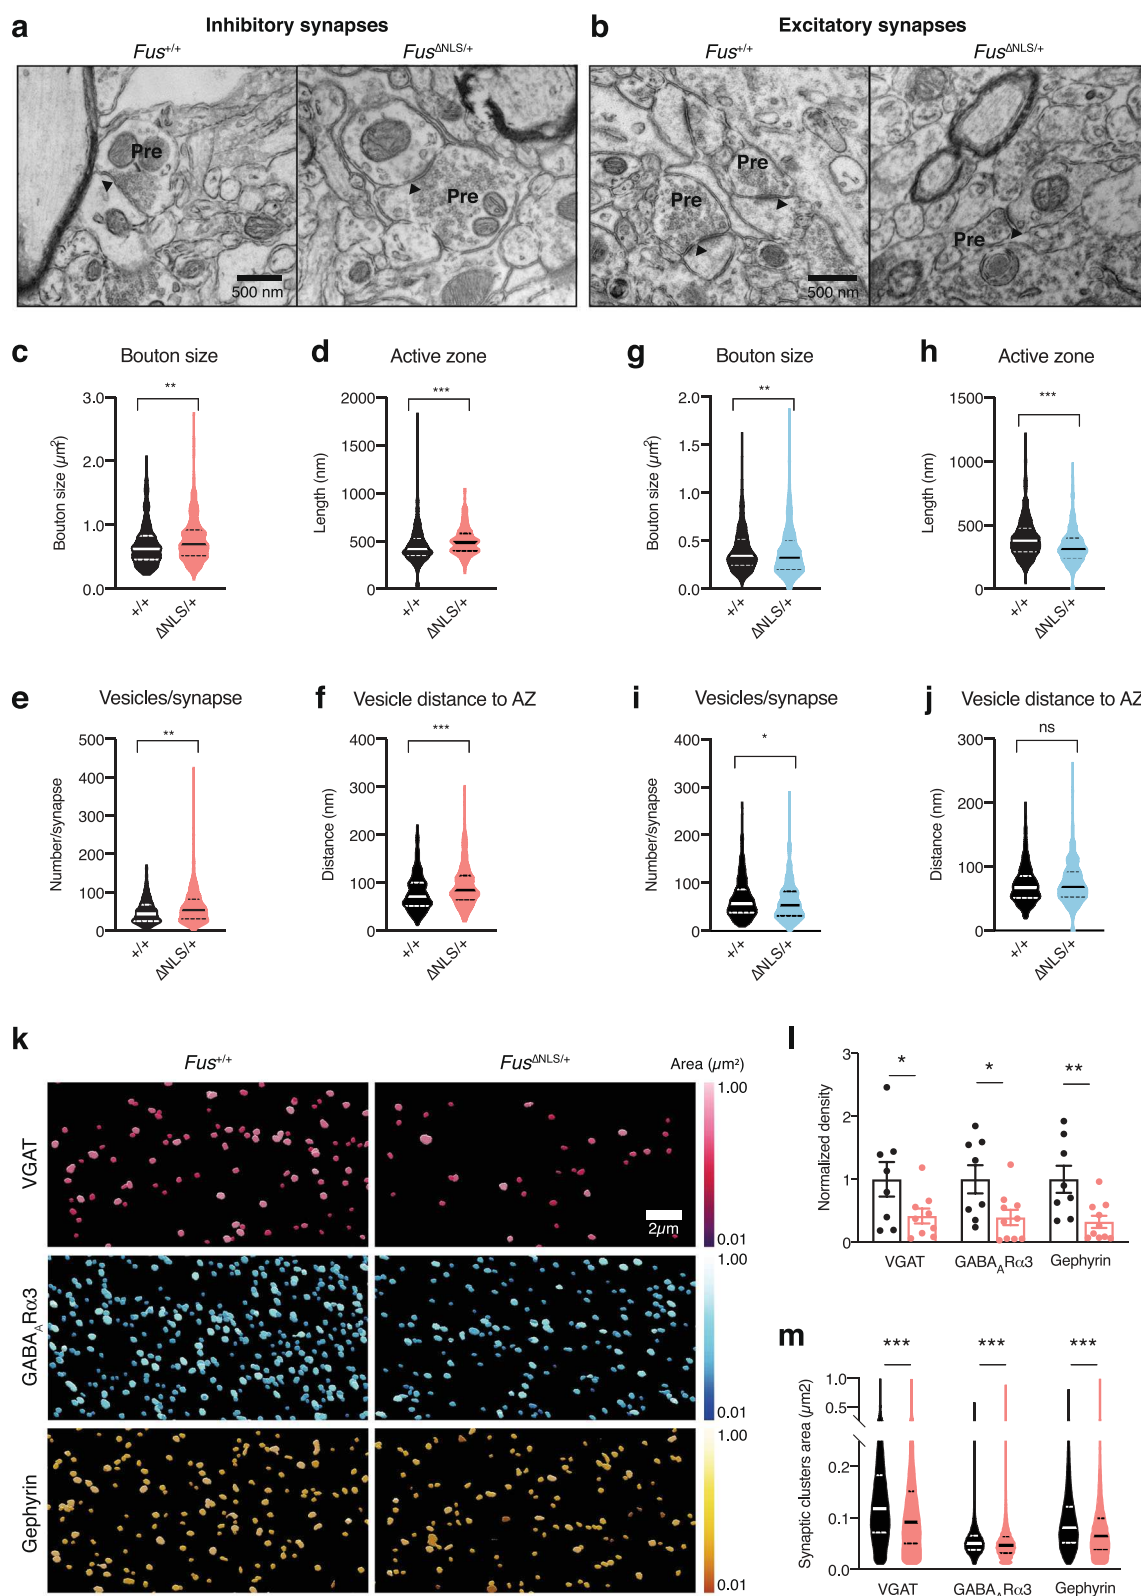 a Inhibitory synapses
Fus+/+ FusΔNLS/+
Pre
Pre
500 nm
b Excitatory synapses
Fus+/+ FusΔNLS/+
Pre
Pre
Pre
500 nm
c Bouton size
**
Bouton size (µm²)
3.0
2.0
1.0
0.0
+/+ ΔNLS/+
d Active zone
***
Length (nm)
2000
1500
1000
500
0
+/+ ΔNLS/+
g Bouton size
**
Bouton size (µm²)
2.0
1.5
1.0
0.5
0.0
+/+ ΔNLS/+
h Active zone
***
Length (nm)
1500
1000
500
0
+/+ ΔNLS/+
e Vesicles/synapse
**
Number/synapse
500
400
300
200
100
0
+/+ ΔNLS/+
f Vesicle distance to AZ
***
Distance (nm)
400
300
200
100
0
+/+ ΔNLS/+
i Vesicles/synapse
*
Number/synapse
400
300
200
100
0
+/+ ΔNLS/+
j Vesicle distance to AZ
ns
Distance (nm)
300
200
100
0
+/+ ΔNLS/+
k
Fus+/+ FusΔNLS/+ Area (µm²)
VGAT
1.00
2µm
0.01
GABAARα3
1.00
0.01
Gephyrin
1.00
0.01
l
Normalized density
3
2
1
0
* * **
VGAT GABAARα3 Gephyrin
m
Synaptic clusters area (µm2)
*** *** ***
1.0
0.5
0.2
0.1
0.0
VGAT GABAARα3 Gephyrin